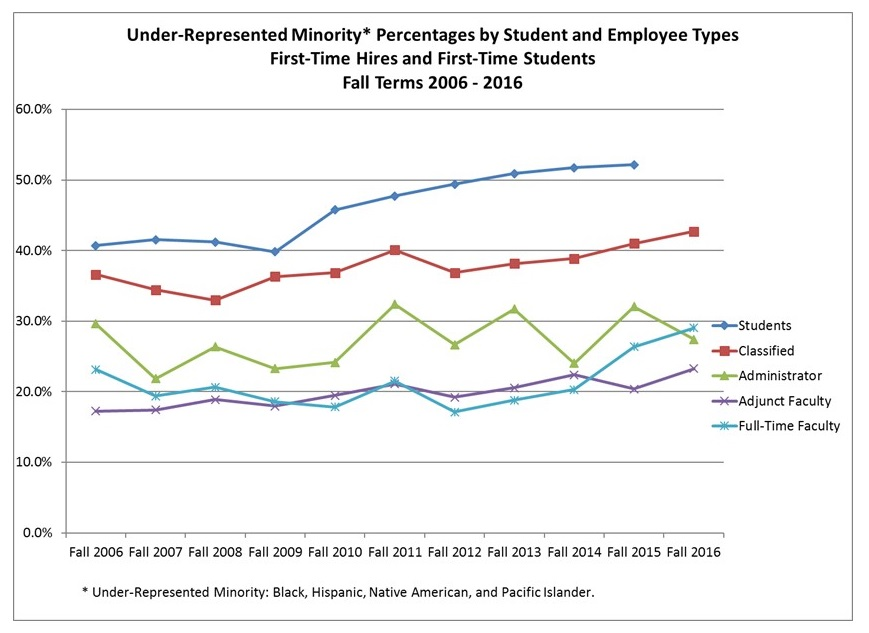 Under-Represented Minority* Percentages by Student and Employee Types
First-Time Hires and First-Time Students
Fall Terms 2006 - 2016
60.0%
50.0%
40.0%
30.0%
20.0%
10.0%
0.0%
Students
Classified
Administrator
Adjunct Faculty
Full-Time Faculty
Fall 2006 Fall 2007 Fall 2008 Fall 2009 Fall 2010 Fall 2011 Fall 2012 Fall 2013 Fall 2014 Fall 2015 Fall 2016
* Under-Represented Minority: Black, Hispanic, Native American, and Pacific Islander.